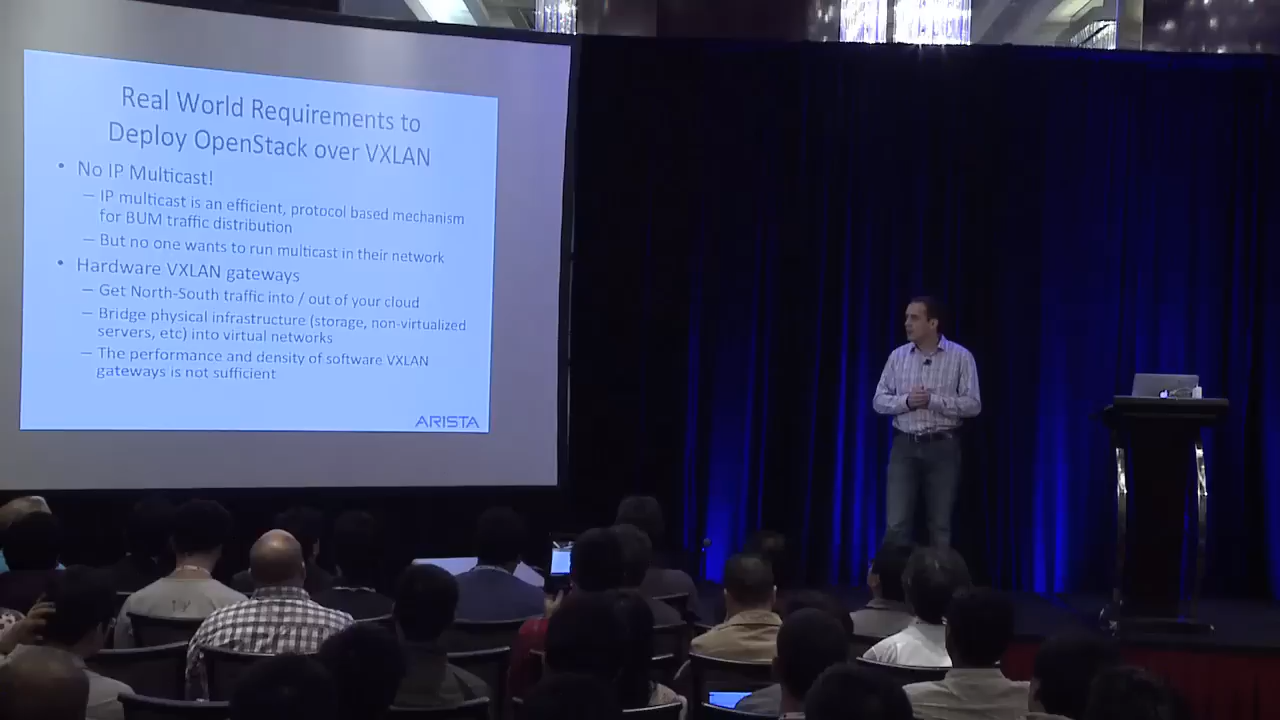 Real World Requirements to
Deploy OpenStack over VXLAN
• No IP Multicast!
– IP multicast is an efficient, protocol based mechanism
for BUM traffic distribution
– But no one wants to run multicast in their network
• Hardware VXLAN gateways
– Get North-South traffic into / out of your cloud
– Bridge physical infrastructure (storage, non-virtualized
servers, etc) into virtual networks
– The performance and density of software VXLAN
gateways is not sufficient
ARISTA